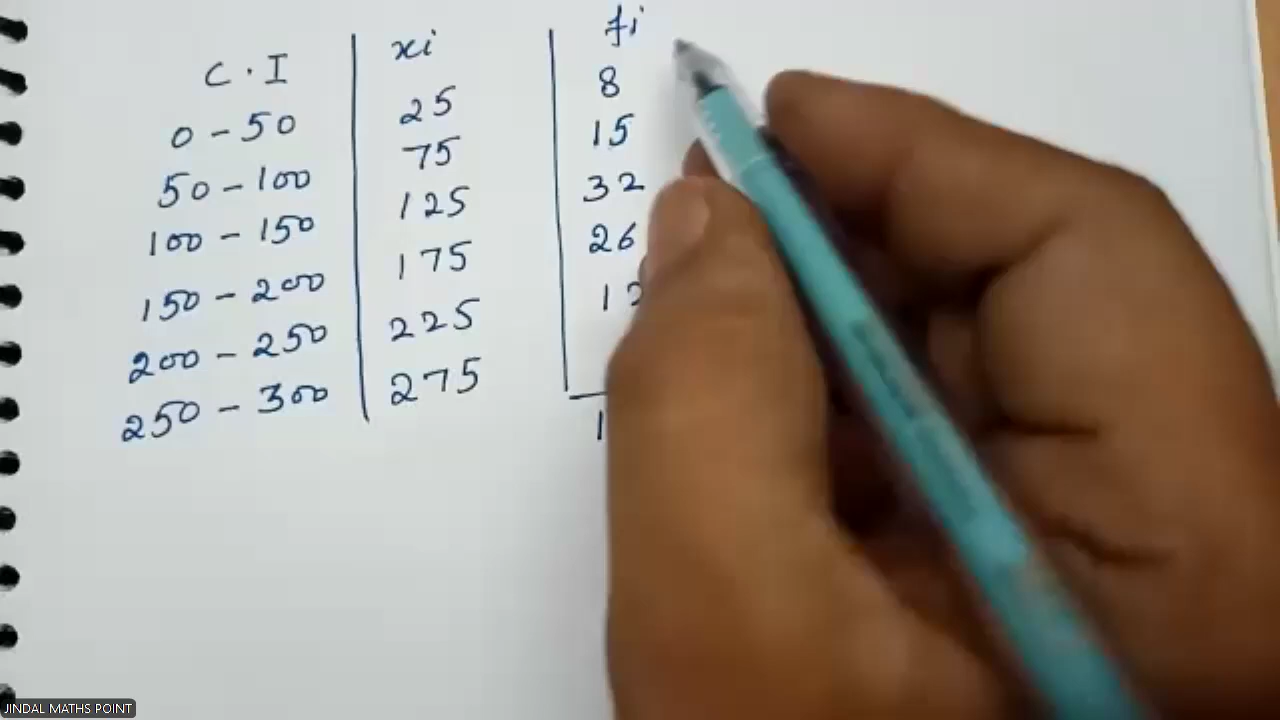 C.I xi fi
0 - 50 25 8
50 - 100 75 15
100 - 150 125 32
150 - 200 175 26
200 - 250 225 12
250 - 300 275
JINDAL MATHS POINT